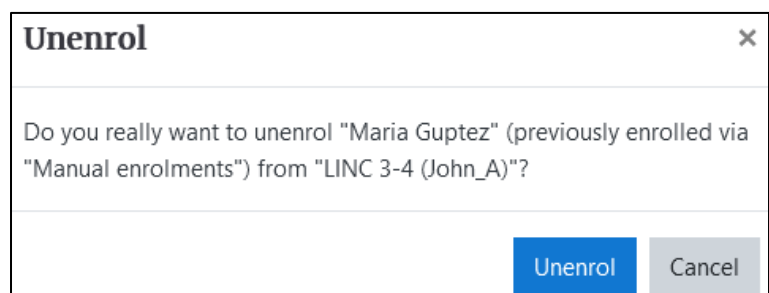 Unenrol ×
Do you really want to unenrol "Maria Guptez" (previously enrolled via
"Manual enrolments") from "LINC 3-4 (John_A)"?
Unenrol Cancel